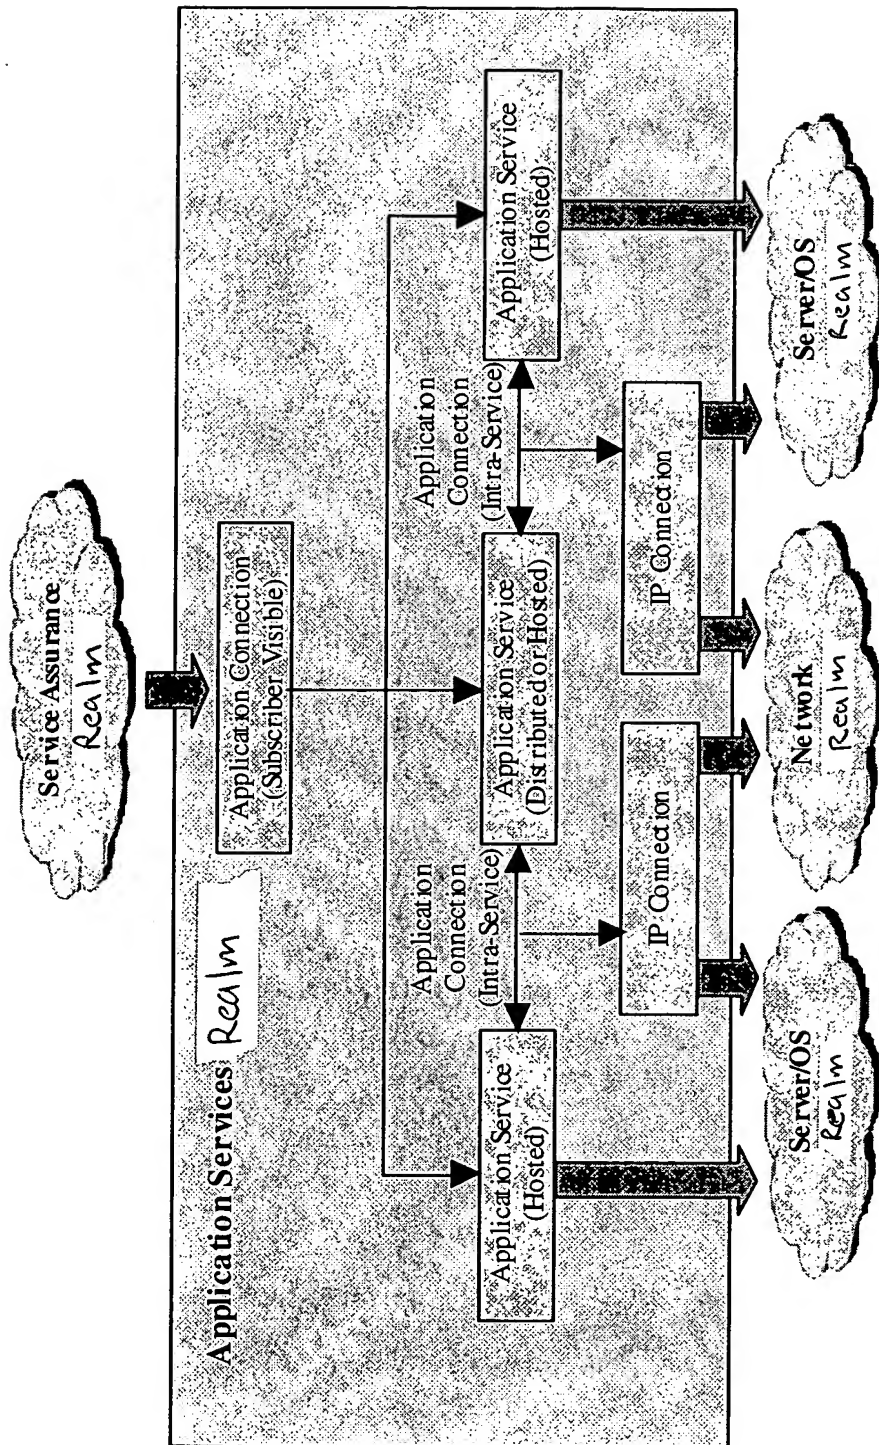 Service Assurance
Realm
Application Services Realm
Application Connection
(Subscriber Visible)
Application Service
(Hosted)
Application
Connection
(Intra-Service)
Application Service
(Distributed or Hosted)
Application
Connection
(Intra-Service)
Application Service
(Hosted)
IP Connection
IP Connection
Server/OS
Realm
Network
Realm
Server/OS
Realm